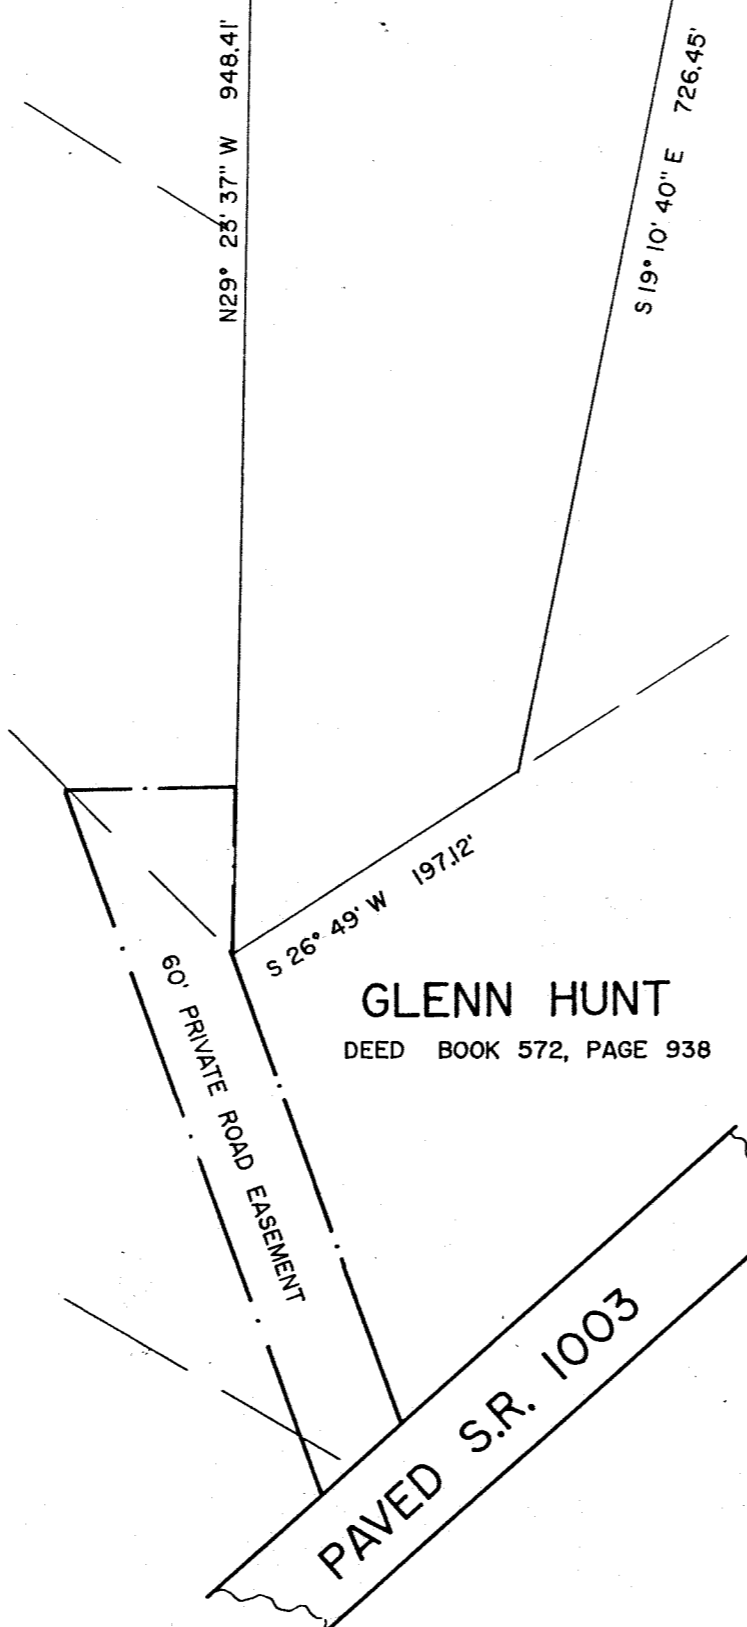 N29° 23' 37" W 948.41'
S 19° 10' 40" E 726.45'
S 26° 49' W 197.12'
GLENN HUNT
DEED BOOK 572, PAGE 938
60' PRIVATE ROAD EASEMENT
PAVED S.R. 1003